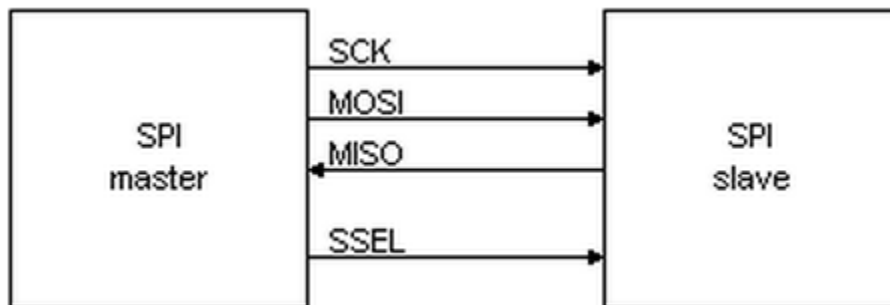 SCK
MOSI
MISO
SSEL
SPI
master
SPI
slave